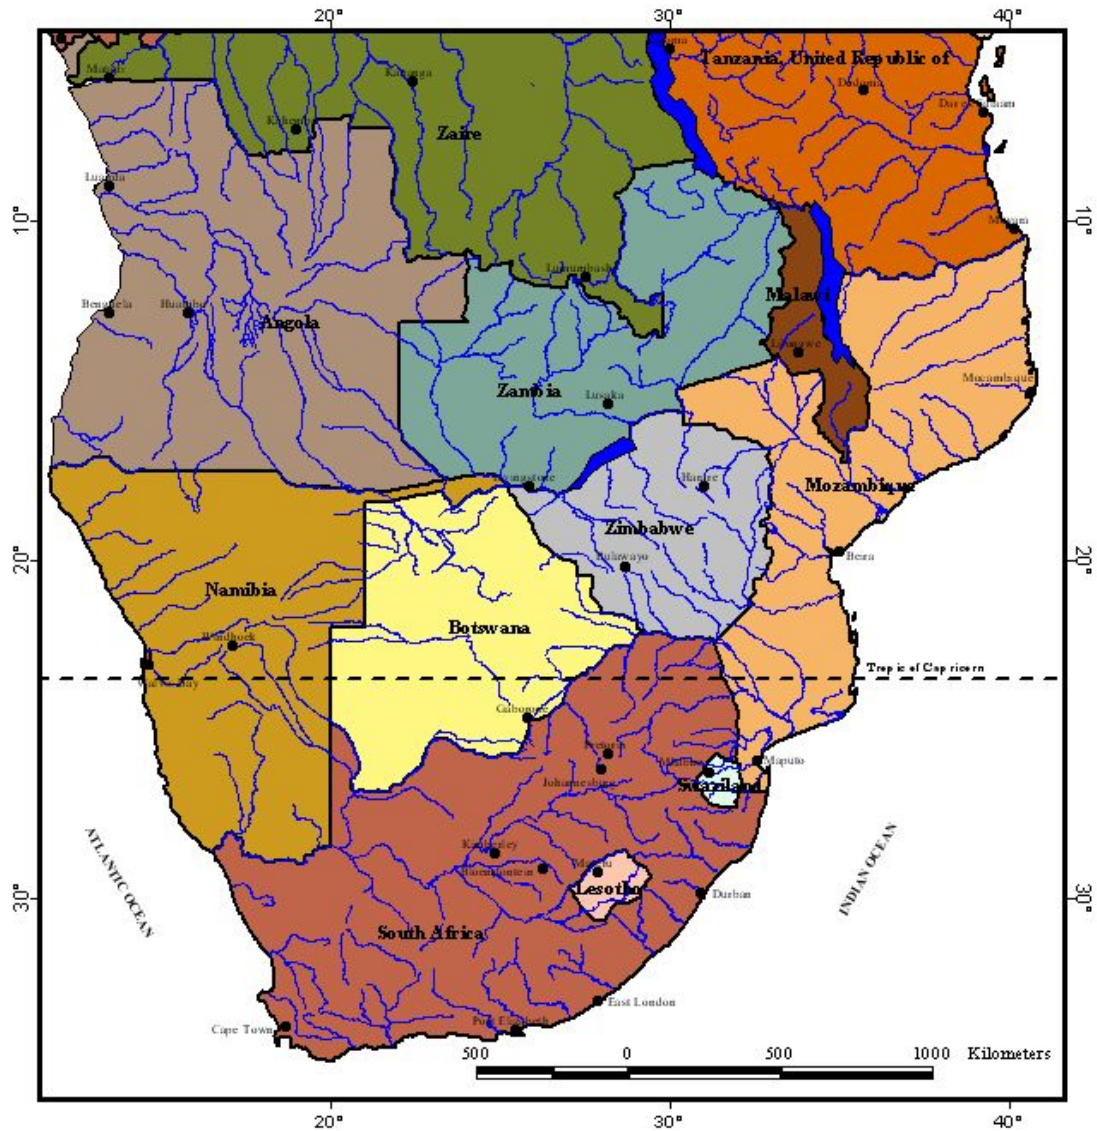 20° 30° 40°
Tanzania, United Republic of
Dodoma
Kananga
Zaire
Luanda
10° 10°
Lubumbashi
Malawi
Benguela Huambo
Angola
Lilongwe
Mocambique
Zambia
Lusaka
Livingstone
Harare
Mozambique
Zimbabwe
20° 20°
Bulawayo
Beira
Namibia
Botswana
Windhoek
Tropic of Capricorn
Gaborone
Pretoria
Maputo
Johannesburg
Swaziland
Kimberley
Bloemfontein
Maseru
Lesotho
Durban
ATLANTIC OCEAN
INDIAN OCEAN
30° 30°
South Africa
East London
Cape Town
Port Elizabeth
500 0 500 1000 Kilometers
20° 30° 40°